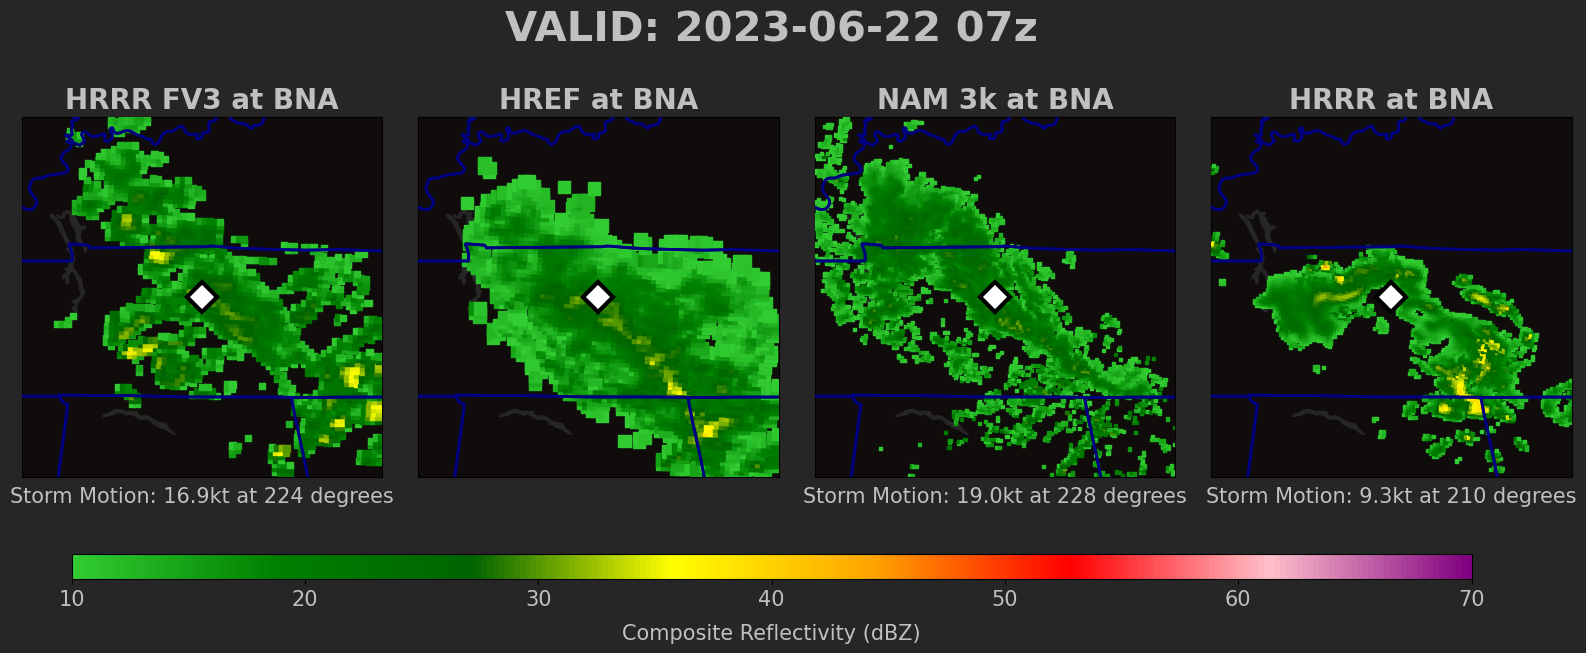 VALID: 2023-06-22 07z
HRRR FV3 at BNA
HREF at BNA
NAM 3k at BNA
HRRR at BNA
Storm Motion: 16.9kt at 224 degrees
Storm Motion: 19.0kt at 228 degrees
Storm Motion: 9.3kt at 210 degrees
10 20 30 40 50 60 70
Composite Reflectivity (dBZ)